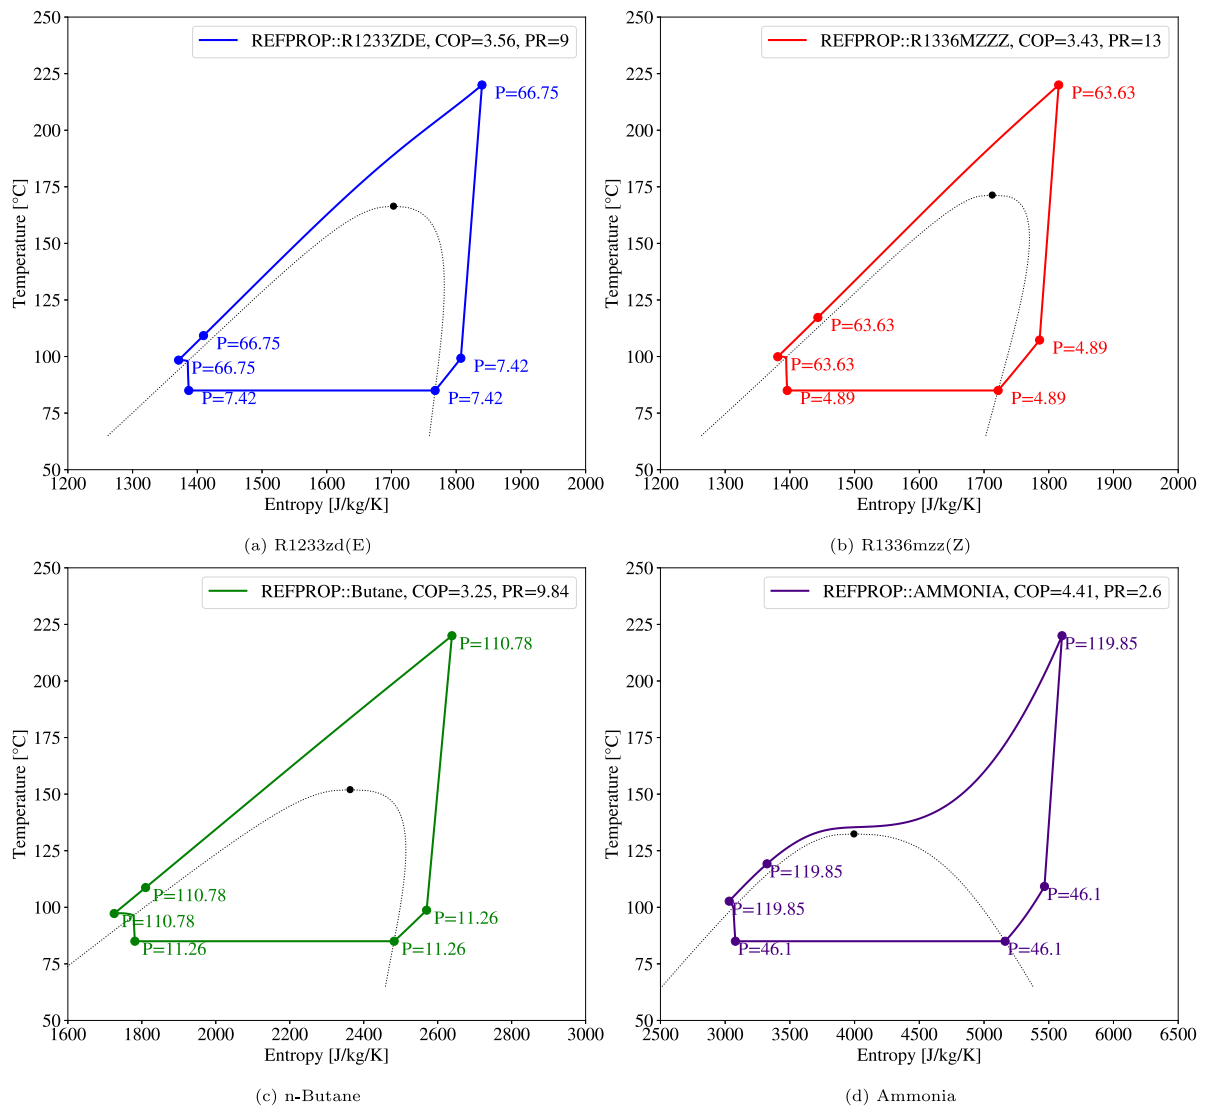 250
225
200
175
150
125
100
75
50
Temperature [°C]
REFPROP::R1233ZDE, COP=3.56, PR=9
P=66.75
P=66.75
P=66.75
P=7.42
P=7.42
P=7.42
1200 1300 1400 1500 1600 1700 1800 1900 2000
Entropy [J/kg/K]
(a) R1233zd(E)
250
225
200
175
150
125
100
75
50
Temperature [°C]
REFPROP::R1336MZZZ, COP=3.43, PR=13
P=63.63
P=63.63
P=4.89
P=63.63
P=4.89
P=4.89
1200 1300 1400 1500 1600 1700 1800 1900 2000
Entropy [J/kg/K]
(b) R1336mzz(Z)
250
225
200
175
150
125
100
75
50
Temperature [°C]
REFPROP::Butane, COP=3.25, PR=9.84
P=110.78
P=110.78
P=110.78
P=11.26
P=11.26
P=11.26
1600 1800 2000 2200 2400 2600 2800 3000
Entropy [J/kg/K]
(c) n-Butane
250
225
200
175
150
125
100
75
50
Temperature [°C]
REFPROP::AMMONIA, COP=4.41, PR=2.6
P=119.85
P=119.85
P=46.1
P=119.85
P=46.1
P=46.1
2500 3000 3500 4000 4500 5000 5500 6000 6500
Entropy [J/kg/K]
(d) Ammonia